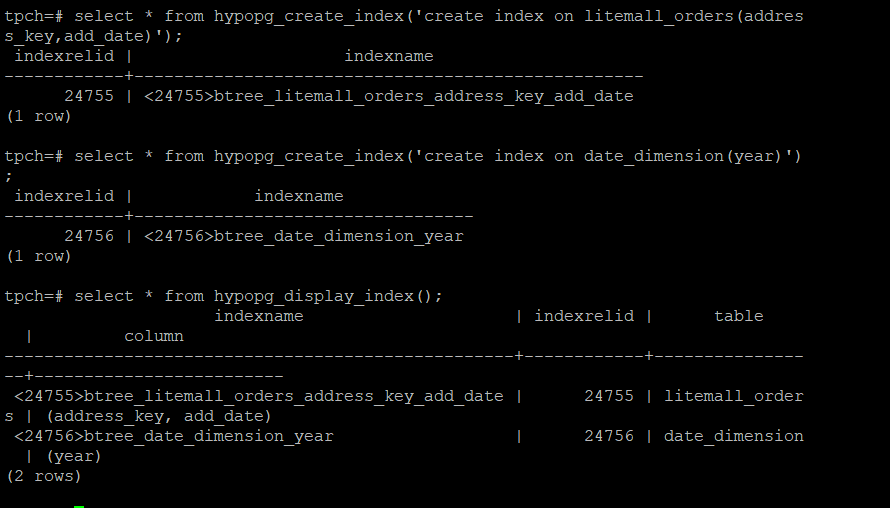 tpch=# select * from hypopg_create_index('create index on litemall_orders(addres
s_key,add_date)');
 indexrelid |                     indexname
------------+---------------------------------------------------
      24755 | <24755>btree_litemall_orders_address_key_add_date
(1 row)

tpch=# select * from hypopg_create_index('create index on date_dimension(year)')
;
 indexrelid |            indexname
------------+----------------------------------
      24756 | <24756>btree_date_dimension_year
(1 row)

tpch=# select * from hypopg_display_index();
                     indexname                     | indexrelid |      table
  |         column
---------------------------------------------------+------------+---------------
--+-------------------------
 <24755>btree_litemall_orders_address_key_add_date |      24755 | litemall_order
s | (address_key, add_date)
 <24756>btree_date_dimension_year                  |      24756 | date_dimension
  | (year)
(2 rows)